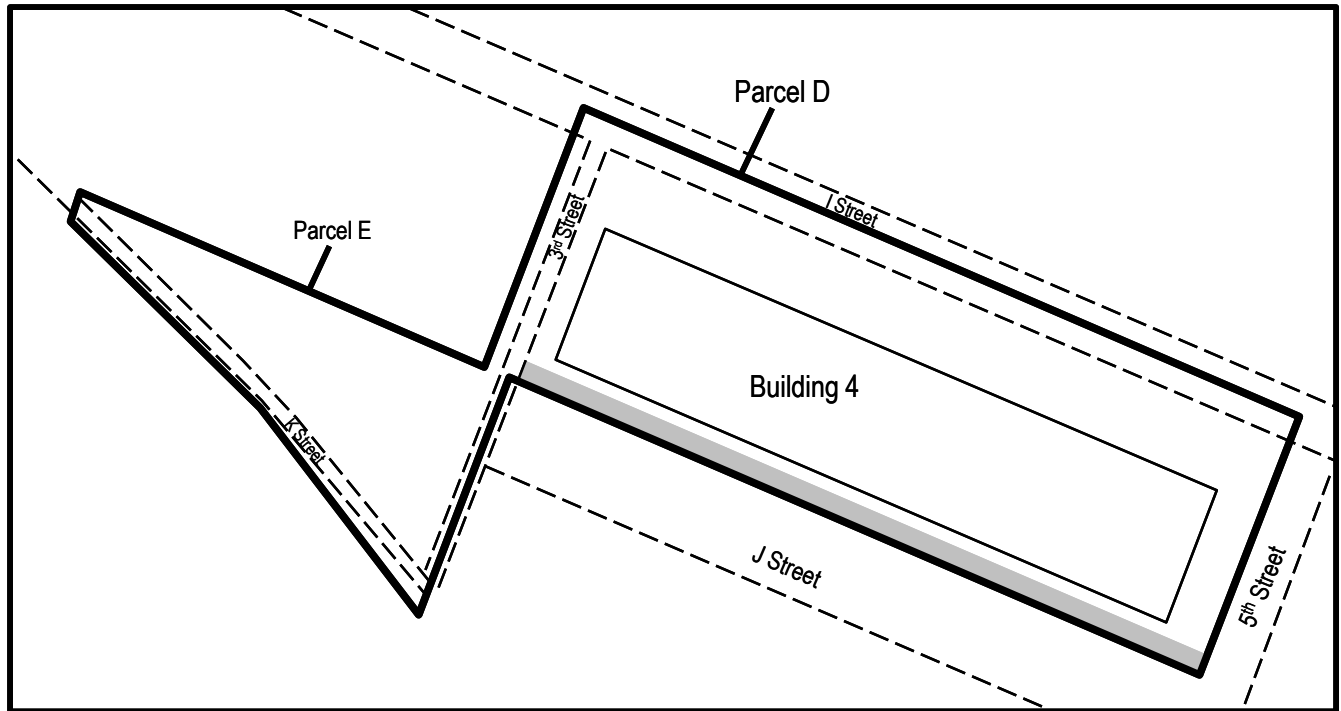 Parcel D
I Street
3rd Street
Parcel E
Building 4
K Street
J Street
5th Street